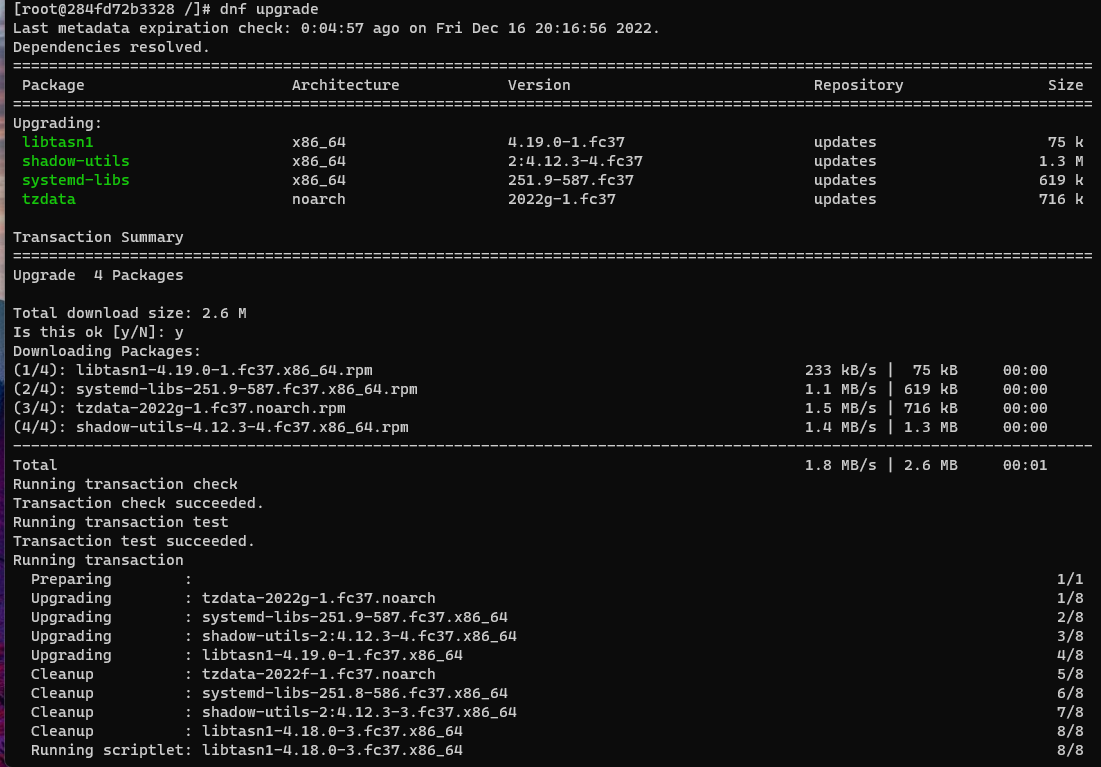 [root@284fd72b3328 /]# dnf upgrade
Last metadata expiration check: 0:04:57 ago on Fri Dec 16 20:16:56 2022.
Dependencies resolved.
========================================================================================================================
 Package                       Architecture            Version                           Repository                Size
========================================================================================================================
Upgrading:
 libtasn1                      x86_64                  4.19.0-1.fc37                     updates                   75 k
 shadow-utils                  x86_64                  2:4.12.3-4.fc37                   updates                  1.3 M
 systemd-libs                  x86_64                  251.9-587.fc37                    updates                  619 k
 tzdata                        noarch                  2022g-1.fc37                      updates                  716 k

Transaction Summary
========================================================================================================================
Upgrade  4 Packages

Total download size: 2.6 M
Is this ok [y/N]: y
Downloading Packages:
(1/4): libtasn1-4.19.0-1.fc37.x86_64.rpm                                                233 kB/s |  75 kB     00:00
(2/4): systemd-libs-251.9-587.fc37.x86_64.rpm                                           1.1 MB/s | 619 kB     00:00
(3/4): tzdata-2022g-1.fc37.noarch.rpm                                                   1.5 MB/s | 716 kB     00:00
(4/4): shadow-utils-4.12.3-4.fc37.x86_64.rpm                                            1.4 MB/s | 1.3 MB     00:00
------------------------------------------------------------------------------------------------------------------------
Total                                                                                   1.8 MB/s | 2.6 MB     00:01
Running transaction check
Transaction check succeeded.
Running transaction test
Transaction test succeeded.
Running transaction
  Preparing        :                                                                                                1/1
  Upgrading        : tzdata-2022g-1.fc37.noarch                                                                     1/8
  Upgrading        : systemd-libs-251.9-587.fc37.x86_64                                                             2/8
  Upgrading        : shadow-utils-2:4.12.3-4.fc37.x86_64                                                            3/8
  Upgrading        : libtasn1-4.19.0-1.fc37.x86_64                                                                  4/8
  Cleanup          : tzdata-2022f-1.fc37.noarch                                                                     5/8
  Cleanup          : systemd-libs-251.8-586.fc37.x86_64                                                             6/8
  Cleanup          : shadow-utils-2:4.12.3-3.fc37.x86_64                                                            7/8
  Cleanup          : libtasn1-4.18.0-3.fc37.x86_64                                                                  8/8
  Running scriptlet: libtasn1-4.18.0-3.fc37.x86_64                                                                  8/8